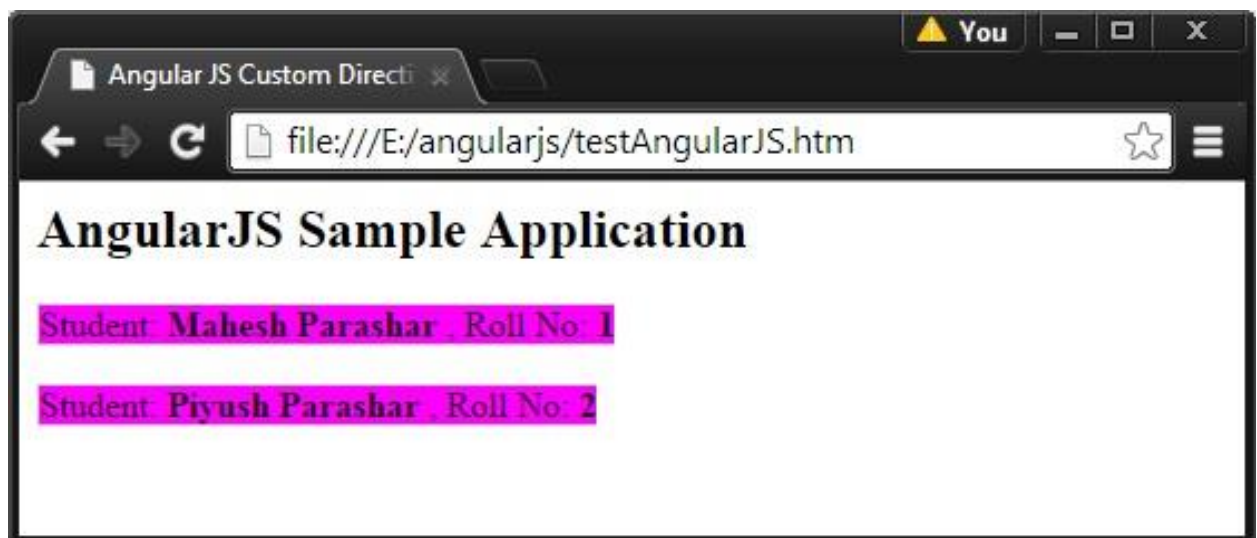 You
Angular JS Custom Directi
file:///E:/angularjs/testAngularJS.htm
AngularJS Sample Application
Student: Mahesh Parashar , Roll No: 1
Student: Piyush Parashar , Roll No: 2